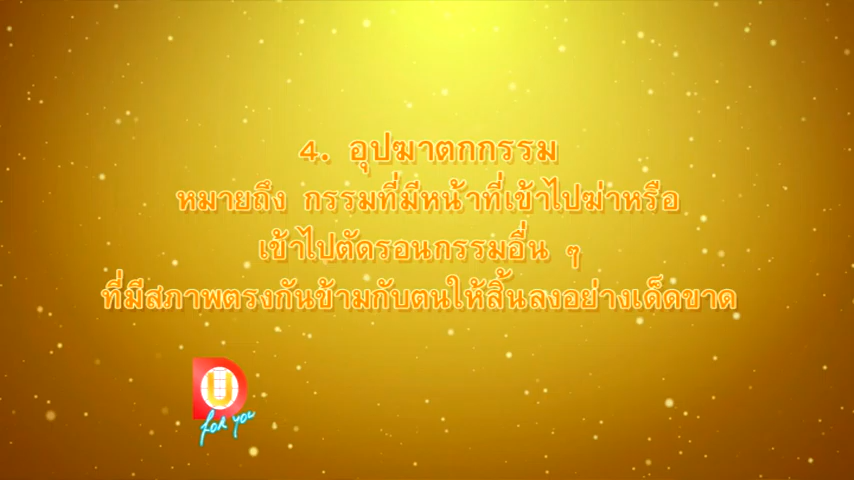 4. อุปฆาตกกรรม
หมายถึง กรรมที่มีหน้าที่เข้าไปฆ่าหรือ
เข้าไปตัดรอนกรรมอื่น ๆ
ที่มีสภาพตรงกันข้ามกับตนให้สิ้นลงอย่างเด็ดขาด
U
for you